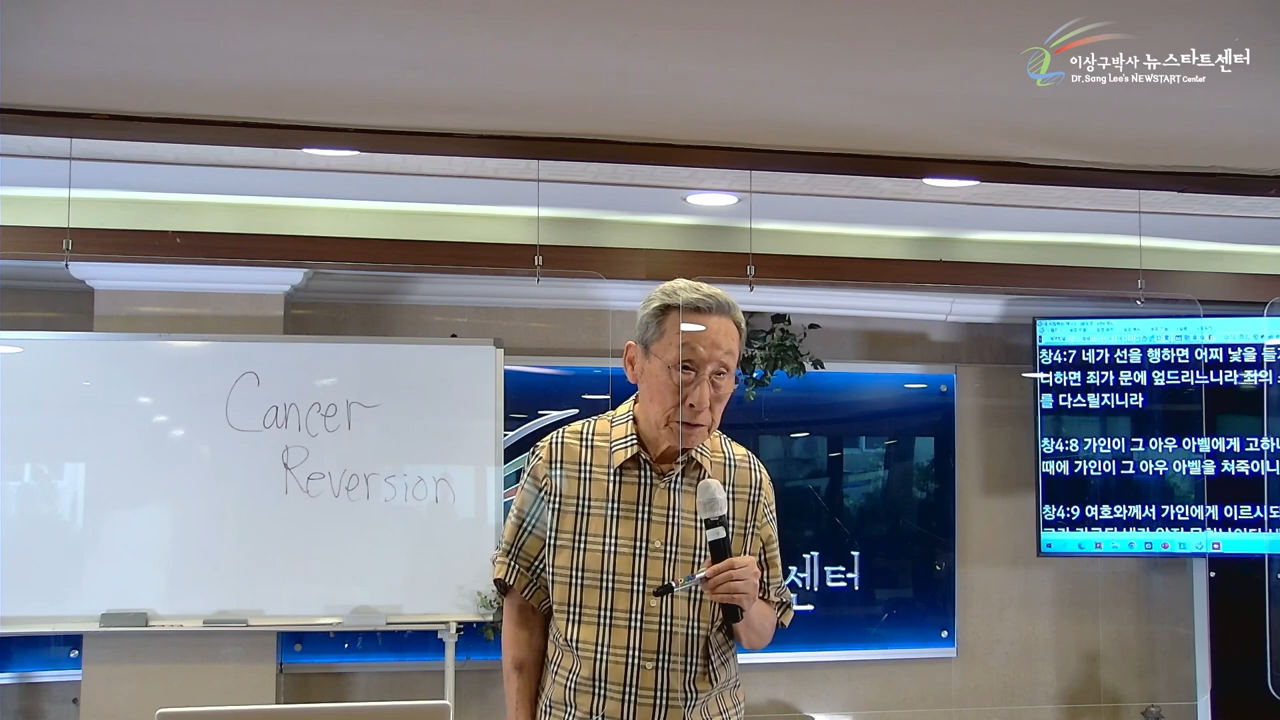 이상구박사 뉴스타트센터
Dr. Sang Lee's NEWSTART Center
Cancer
Reversion
센터
창4:7 네가 선을 행하면 어찌 낯을 들
니하면 죄가 문에 엎드리느니라 죄의
를 다스릴지니라
창4:8 가인이 그 아우 아벨에게 고하니
때에 가인이 그 아우 아벨을 쳐죽이니
창4:9 여호와께서 가인에게 이르시되